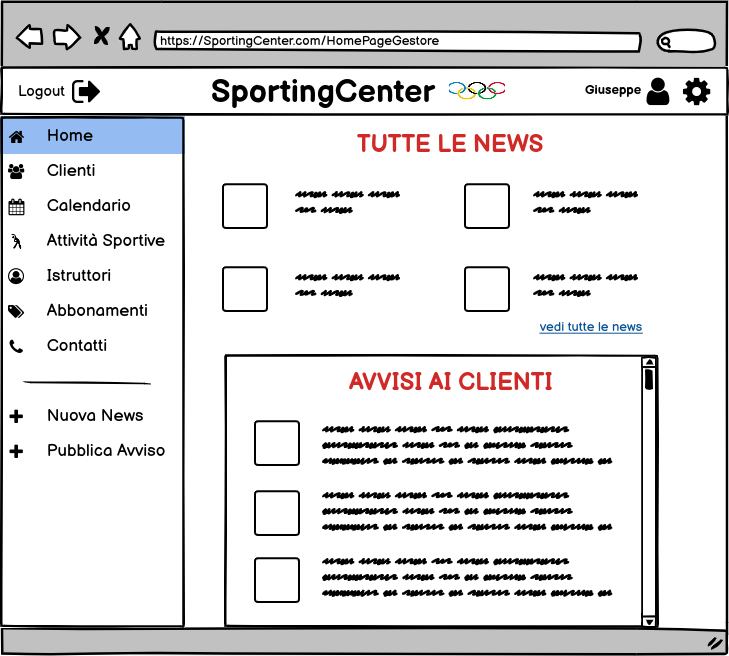 https://SportingCenter.com/HomePageGestore
Logout
SportingCenter
Giuseppe
Home
Clienti
Calendario
Attività Sportive
Istruttori
Abbonamenti
Contatti
Nuova News
Pubblica Avviso
TUTTE LE NEWS
vedi tutte le news
AVVISI AI CLIENTI